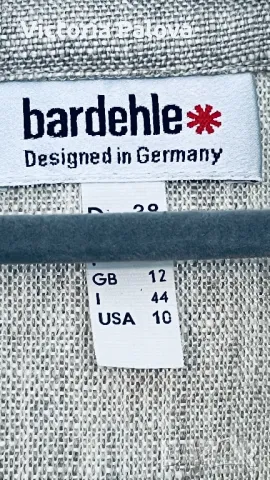 Victoria Palova
bardehle
Designed in Germany
GB 12
I 44
USA 10